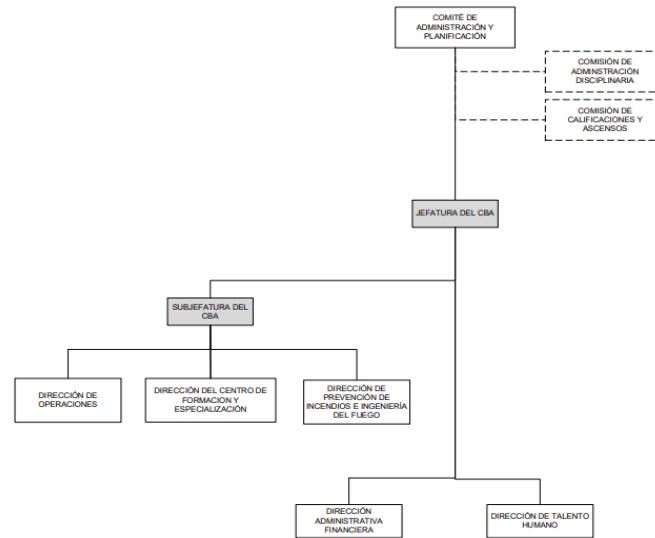 COMITÉ DE
ADMINISTRACIÓN Y
PLANIFICACIÓN
COMISIÓN DE
ADMINSTRACIÓN
DISCIPLINARIA
COMISIÓN DE
CALIFICACIONES Y
ASCENSOS
JEFATURA DEL CBA
SUBJEFATURA DEL
CBA
DIRECCIÓN DE
OPERACIONES
DIRECCIÓN DEL CENTRO DE
FORMACION Y
ESPECIALIZACIÓN
DIRECCIÓN DE
PREVENCIÓN DE
INCENDIOS E INGENIERÍA
DEL FUEGO
DIRECCIÓN
ADMINISTRATIVA
FINANCIERA
DIRECCIÓN DE TALENTO
HUMANO